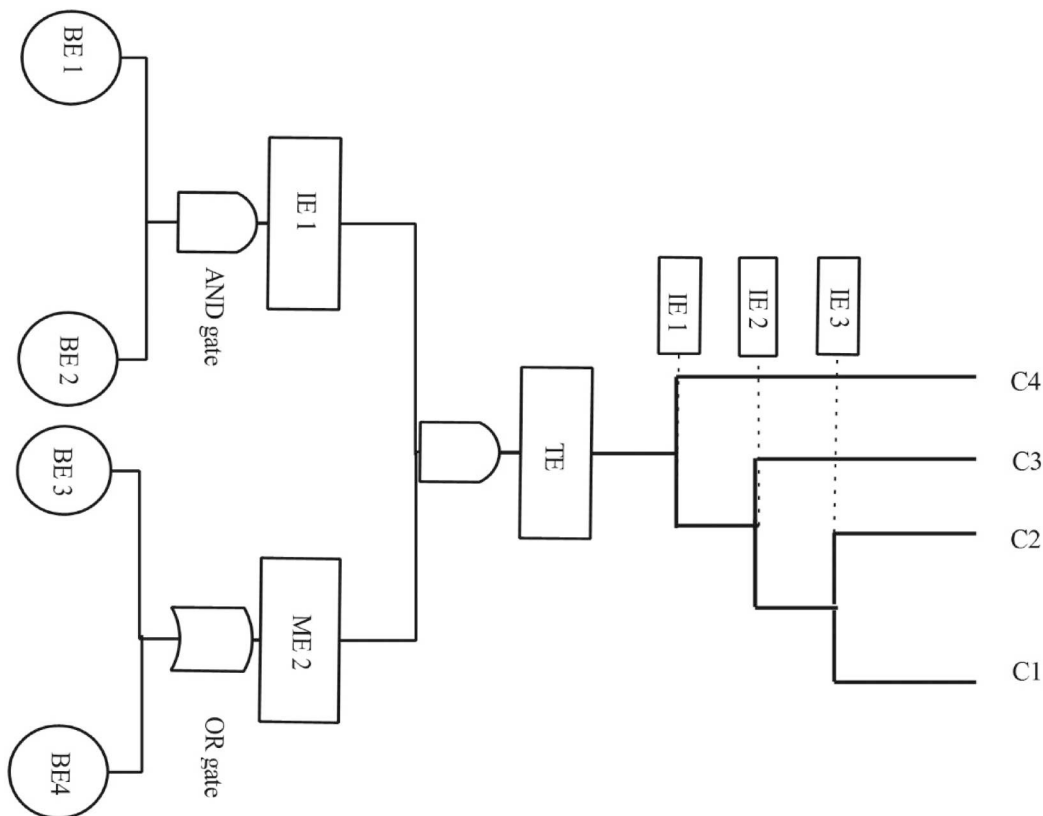 BE 1
BE 2
BE 3
BE4
AND gate
OR gate
IE 1
ME 2
TE
IE 1
IE 2
IE 3
C4
C3
C2
C1